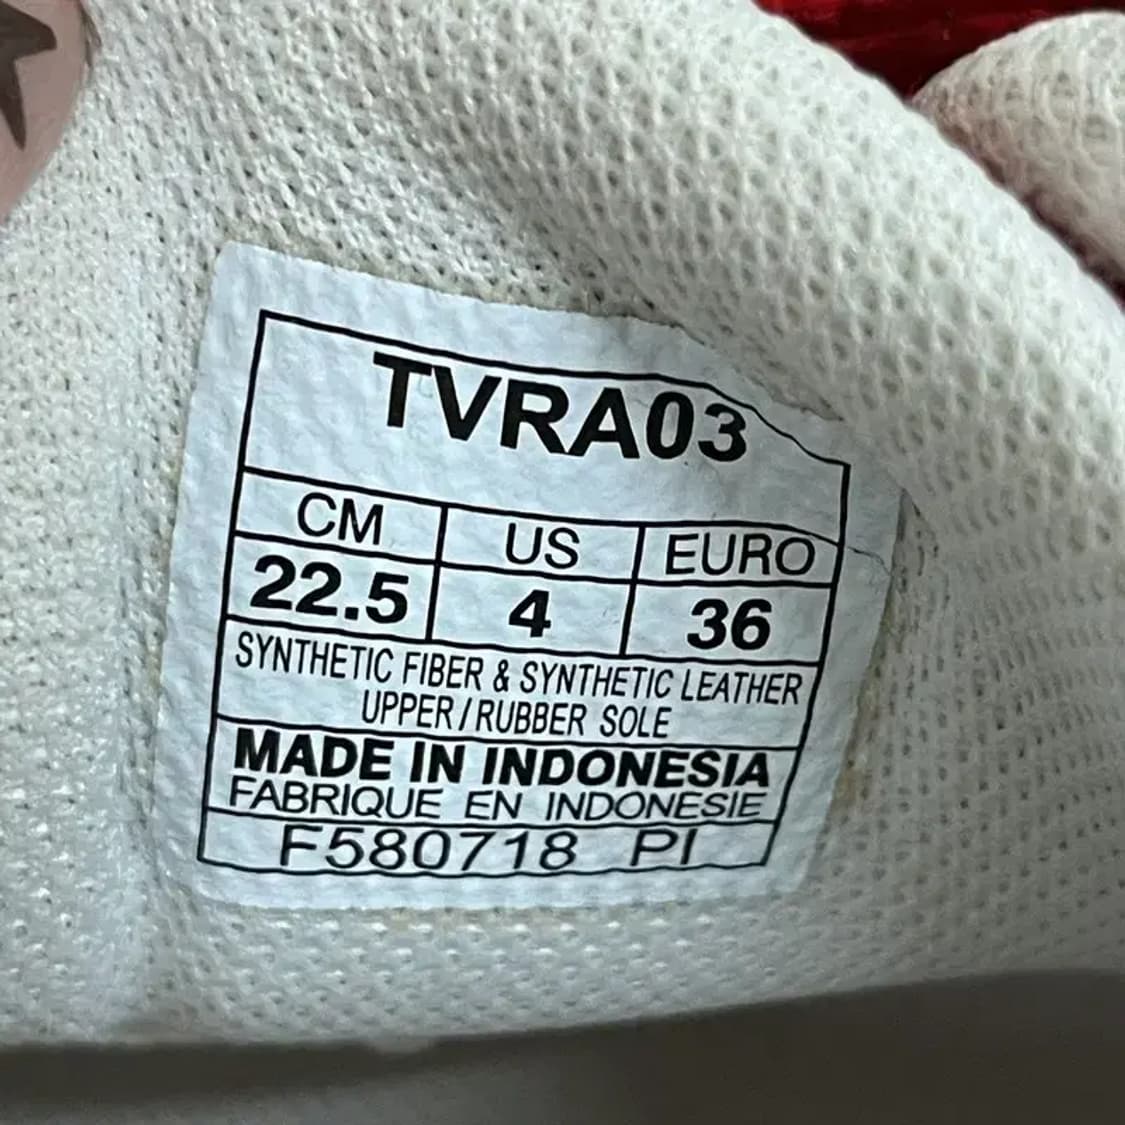 TVRA03
CM US EURO
22.5 4 36
SYNTHETIC FIBER & SYNTHETIC LEATHER
UPPER / RUBBER SOLE
MADE IN INDONESIA
FABRIQUE EN INDONESIE
F580718 PI